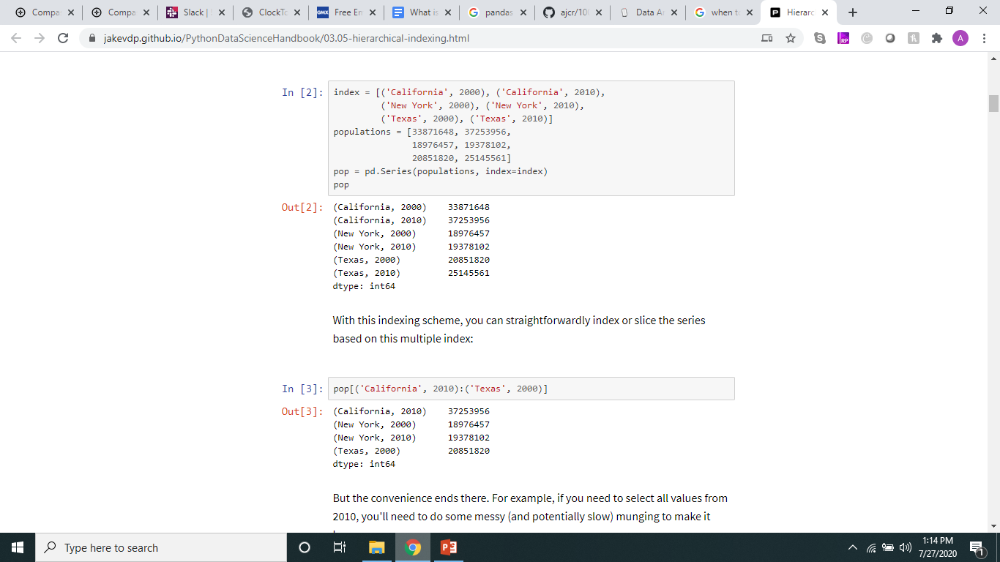 Compa
Compa
Slack |
ClockTo
GMX Free En
What is
pandas
ajcr/100
Data A
when t
Hierarc
jakevdp.github.io/PythonDataScienceHandbook/03.05-hierarchical-indexing.html
RP
A
In [2]: index = [('California', 2000), ('California', 2010),
('New York', 2000), ('New York', 2010),
('Texas', 2000), ('Texas', 2010)]
populations = [33871648, 37253956,
18976457, 19378102,
20851820, 25145561]
pop = pd.Series(populations, index=index)
pop
Out[2]: (California, 2000) 33871648
(California, 2010) 37253956
(New York, 2000) 18976457
(New York, 2010) 19378102
(Texas, 2000) 20851820
(Texas, 2010) 25145561
dtype: int64
With this indexing scheme, you can straightforwardly index or slice the series
based on this multiple index:
In [3]: pop[('California', 2010):('Texas', 2000)]
Out[3]: (California, 2010) 37253956
(New York, 2000) 18976457
(New York, 2010) 19378102
(Texas, 2000) 20851820
dtype: int64
But the convenience ends there. For example, if you need to select all values from
2010, you'll need to do some messy (and potentially slow) munging to make it
Type here to search
1:14 PM
7/27/2020
1